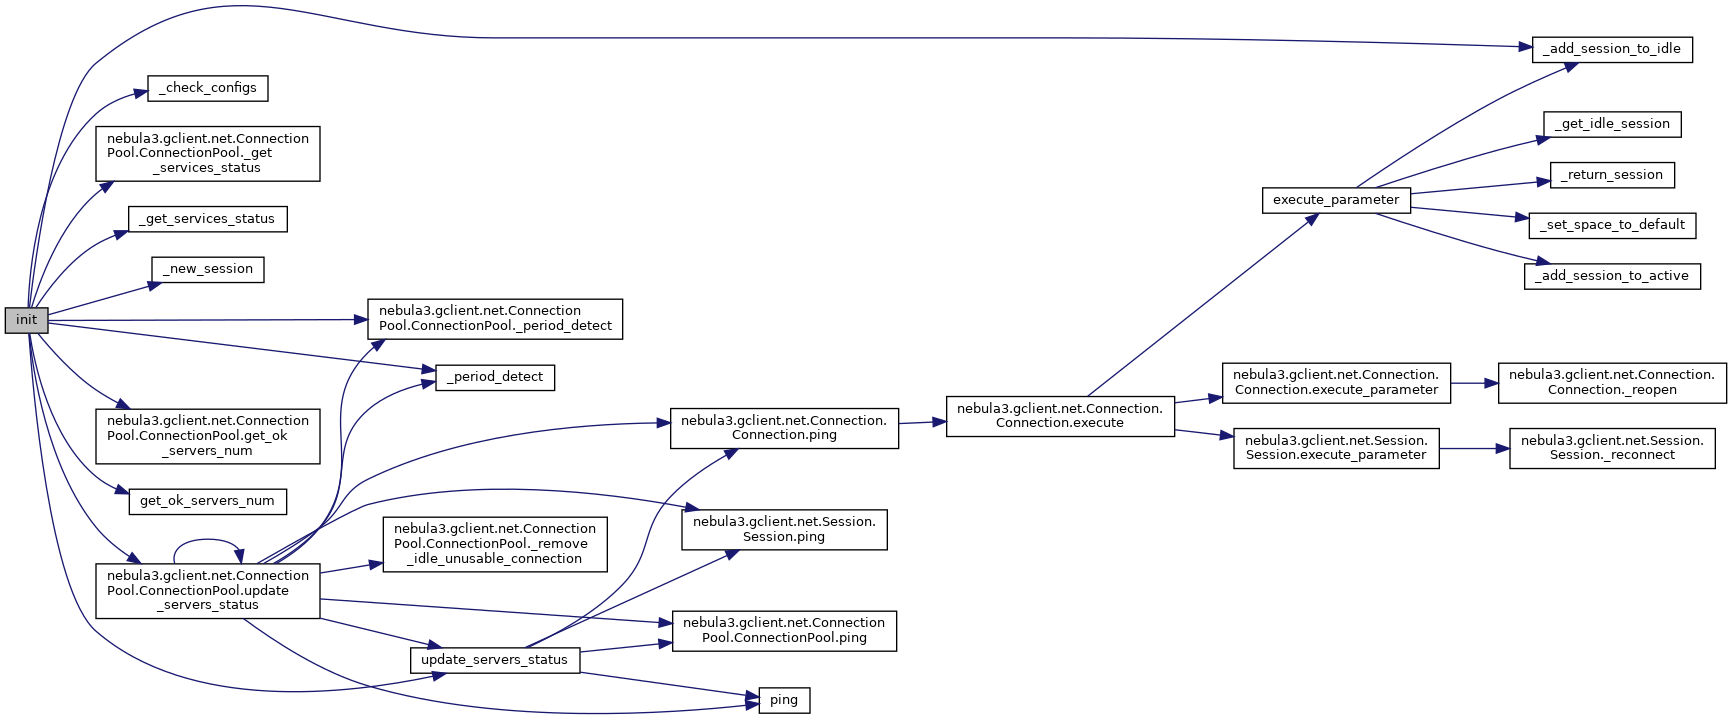 init
_check_configs
nebula3.gclient.net.Connection
Pool.ConnectionPool._get
_services_status
_get_services_status
_new_session
nebula3.gclient.net.Connection
Pool.ConnectionPool._period_detect
_period_detect
nebula3.gclient.net.Connection
Pool.ConnectionPool.get_ok
_servers_num
get_ok_servers_num
nebula3.gclient.net.Connection
Pool.ConnectionPool.update
_servers_status
nebula3.gclient.net.Connection
Pool.ConnectionPool._remove
_idle_unusable_connection
update_servers_status
nebula3.gclient.net.Connection.
Connection.ping
nebula3.gclient.net.Session.
Session.ping
nebula3.gclient.net.Connection
Pool.ConnectionPool.ping
ping
nebula3.gclient.net.Connection.
Connection.execute
execute_parameter
nebula3.gclient.net.Connection.
Connection.execute_parameter
nebula3.gclient.net.Session.
Session.execute_parameter
_add_session_to_idle
_get_idle_session
_return_session
_set_space_to_default
_add_session_to_active
nebula3.gclient.net.Connection.
Connection._reopen
nebula3.gclient.net.Session.
Session._reconnect